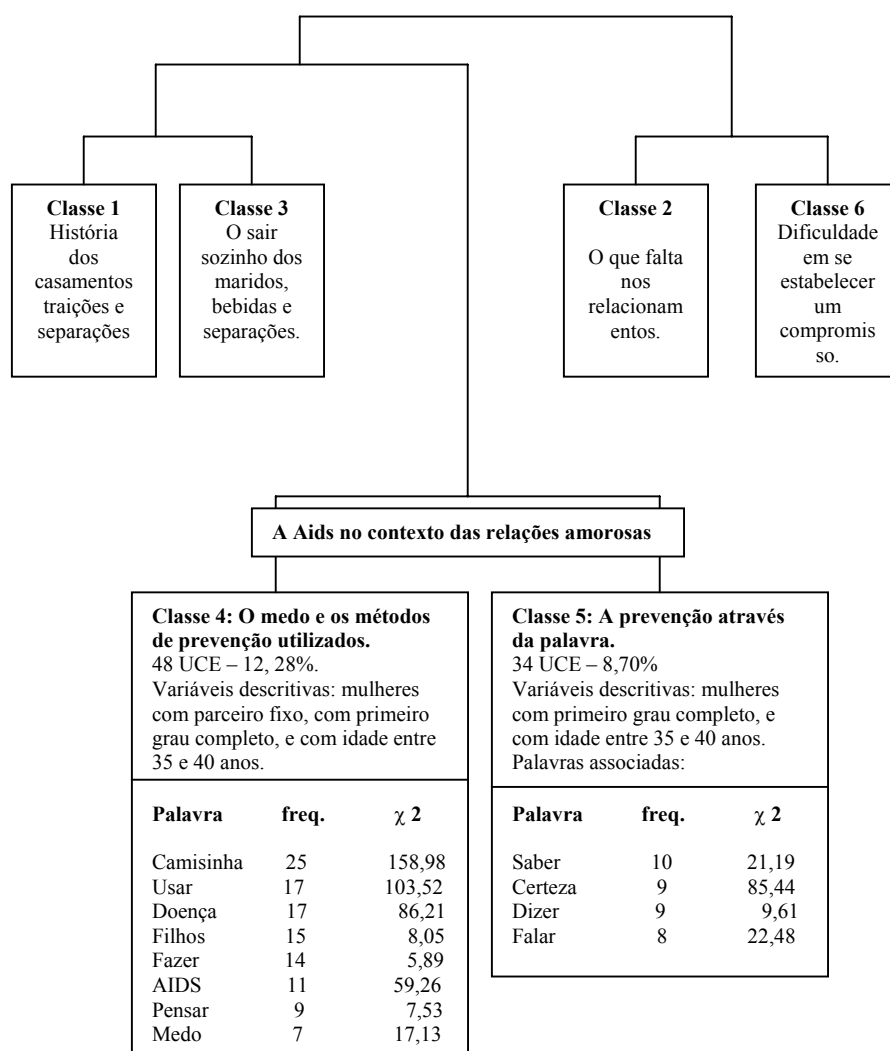 Classe 1
História
dos
casamentos
traições e
separações
Classe 3
O sair
sozinho dos
maridos,
bebidas e
separações.
Classe 2
O que falta
nos
relacionam
entos.
Classe 6
Dificuldade
em se
estabelecer
um
compromis
so.
A Aids no contexto das relações amorosas
Classe 4: O medo e os métodos
de prevenção utilizados.
48 UCE – 12, 28%.
Variáveis descritivas: mulheres
com parceiro fixo, com primeiro
grau completo, e com idade entre
35 e 40 anos.
Palavra freq. χ 2
Camisinha 25 158,98
Usar 17 103,52
Doença 17 86,21
Filhos 15 8,05
Fazer 14 5,89
AIDS 11 59,26
Pensar 9 7,53
Medo 7 17,13
Classe 5: A prevenção através
da palavra.
34 UCE – 8,70%
Variáveis descritivas: mulheres
com primeiro grau completo, e
com idade entre 35 e 40 anos.
Palavras associadas:
Palavra freq. χ 2
Saber 10 21,19
Certeza 9 85,44
Dizer 9 9,61
Falar 8 22,48